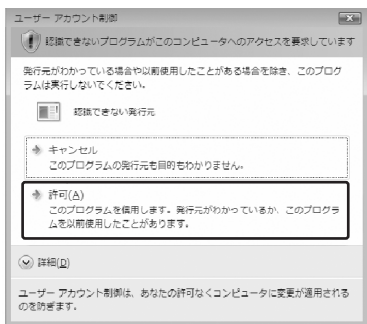 ユーザー アカウント制御
認識できないプログラムがこのコンピュータへのアクセスを要求しています
発行元がわかっている場合や以前使用したことがある場合を除き、このプログ
ラムは実行しないでください。
認識できない発行元
キャンセル
このプログラムの発行元も目的もわかりません。
許可(A)
このプログラムを信用します。発行元がわかっているか、このプログラ
ムを以前使用したことがあります。
詳細(D)
ユーザー アカウント制御は、あなたの許可なくコンピュータに変更が適用される
のを防ぎます。